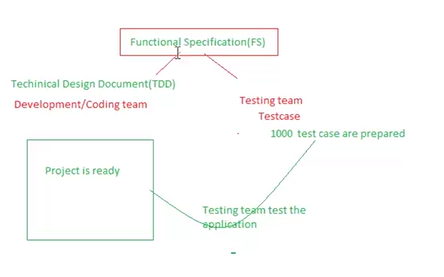 Functional Specification(FS)
Techinical Design Document(TDD)
Development/Coding team
Testing team
Testcase
1000 test case are prepared
Project is ready
Testing team test the
application